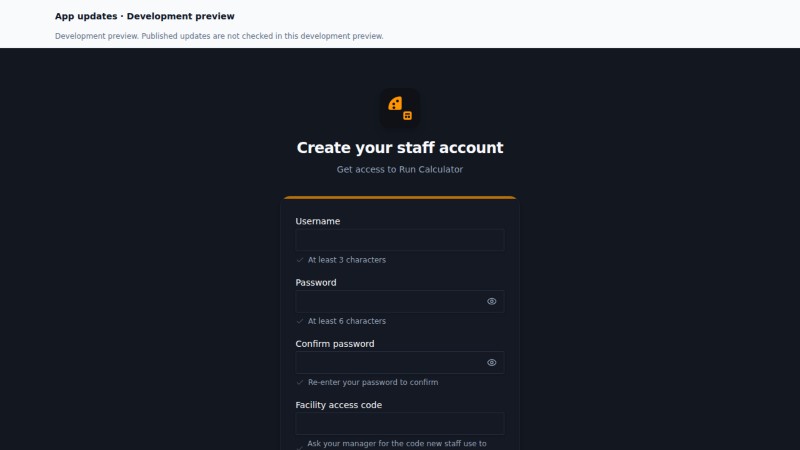 App updates · Development preview
Development preview. Published updates are not checked in this development preview.
Create your staff account
Get access to Run Calculator
Username
At least 3 characters
Password
At least 6 characters
Confirm password
Re-enter your password to confirm
Facility access code
Ask your manager for the code new staff use to